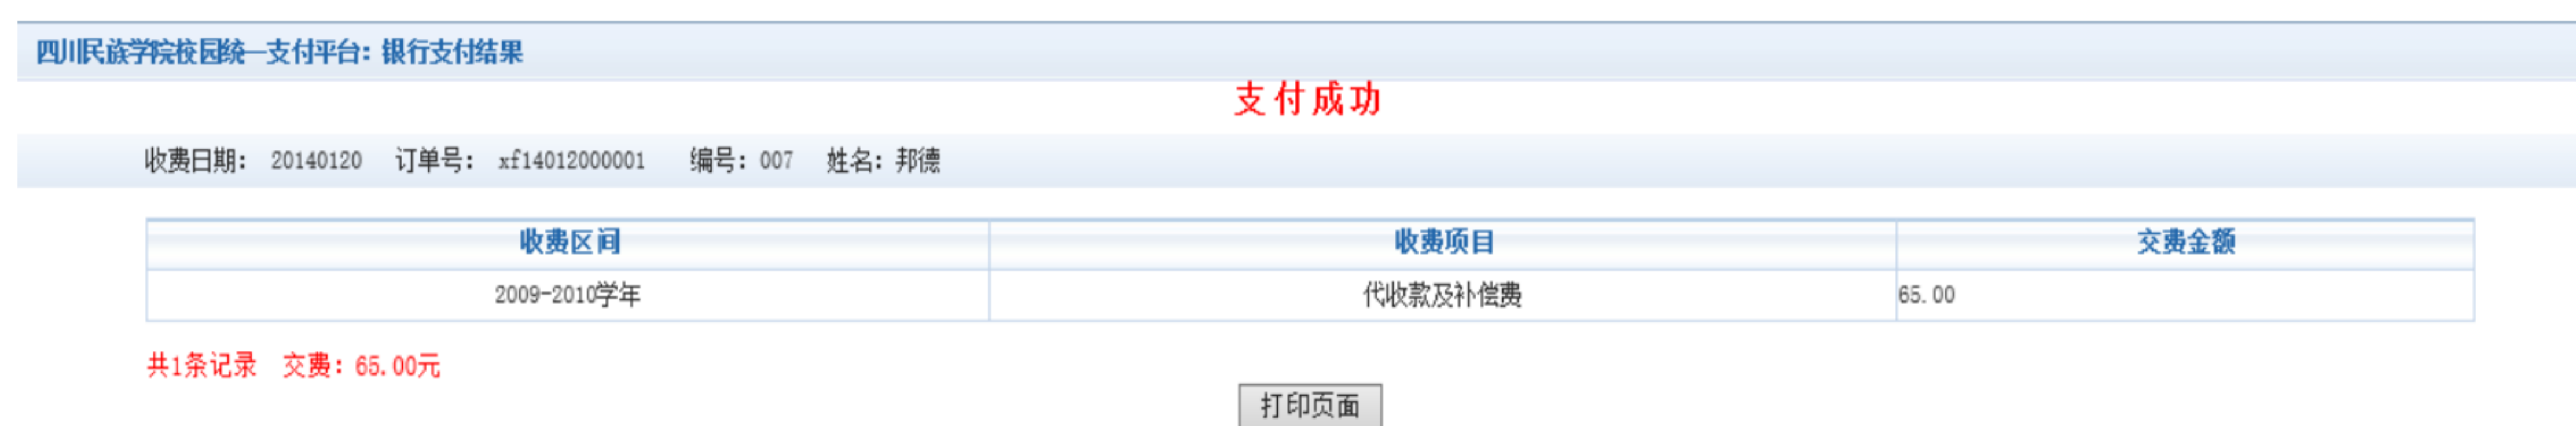 四川民族学院校园统一支付平台：银行支付结果
支付成功
收费日期： 20140120 订单号： xf14012000001 编号：007 姓名：邦德
收费区间 收费项目 交费金额
2009-2010学年 代收款及补偿费 65.00
共1条记录 交费：65.00元
打印页面